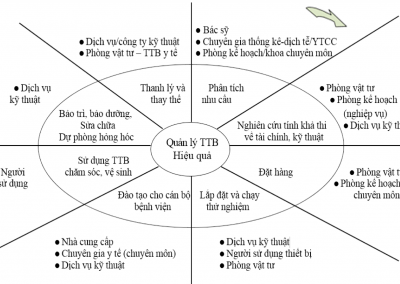 ● Bác sỹ
● Dịch vụ/công ty kỹ thuật
● Chuyên gia thống kê-dịch tễ/YTCC
● Phòng vật tư – TTB y tế
● Phòng kế hoạch/khoa chuyên môn
● Dịch vụ
kỹ thuật
Thanh lý và
thay thế
Phân tích
nhu cầu
● Phòng vật tư
● Phòng kế hoạch
(nghiệp vụ)
● Dịch vụ kỹ th
Bảo trì, bảo dưỡng,
Sửa chữa
Dự phòng hỏng hóc
Quản lý TTB
Hiệu quả
Nghiên cứu tính khả thi
về tài chính, kỹ thuật
Người
sử dụng
Sử dụng TTB
chăm sóc, vệ sinh
Đặt hàng
● Phòng vật t
● Phòng kế hoạch
chuyên môn
Đào tạo cho cán bộ
bệnh viện
Lắp đặt và chạy
thử nghiệm
● Nhà cung cấp
● Chuyên gia y tế (chuyên môn)
● Dịch vụ kỹ thuật
● Dịch vụ kỹ thuật
● Người sử dụng thiết bị
● Phòng vật tư